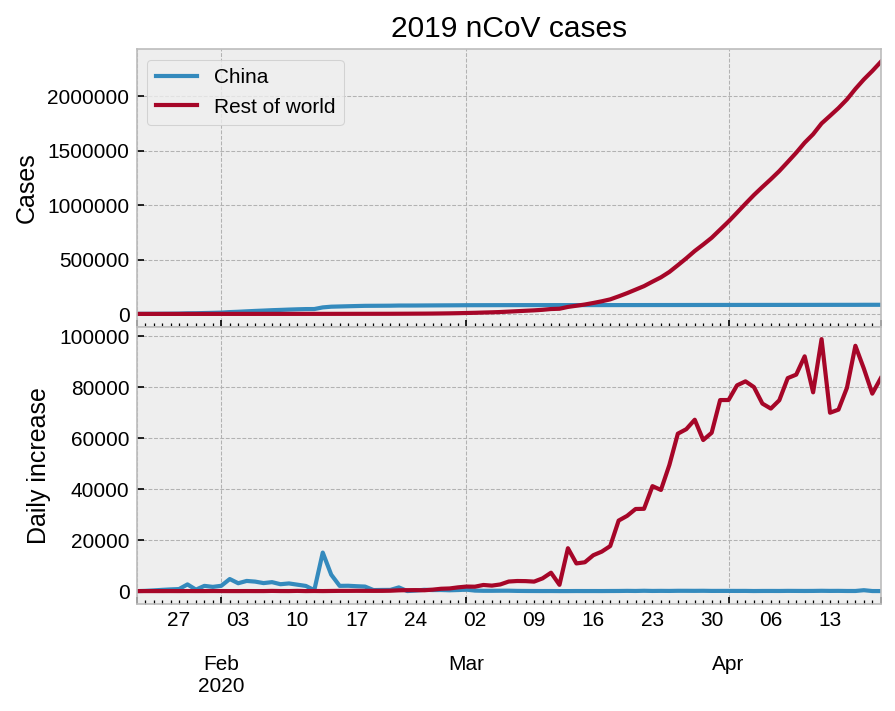 2019 nCoV cases
China
Rest of world
Cases
2000000
1500000
1000000
500000
0
Daily increase
100000
80000
60000
40000
20000
0
27 03 10 17 24 02 09 16 23 30 06 13
Feb Mar Apr
2020